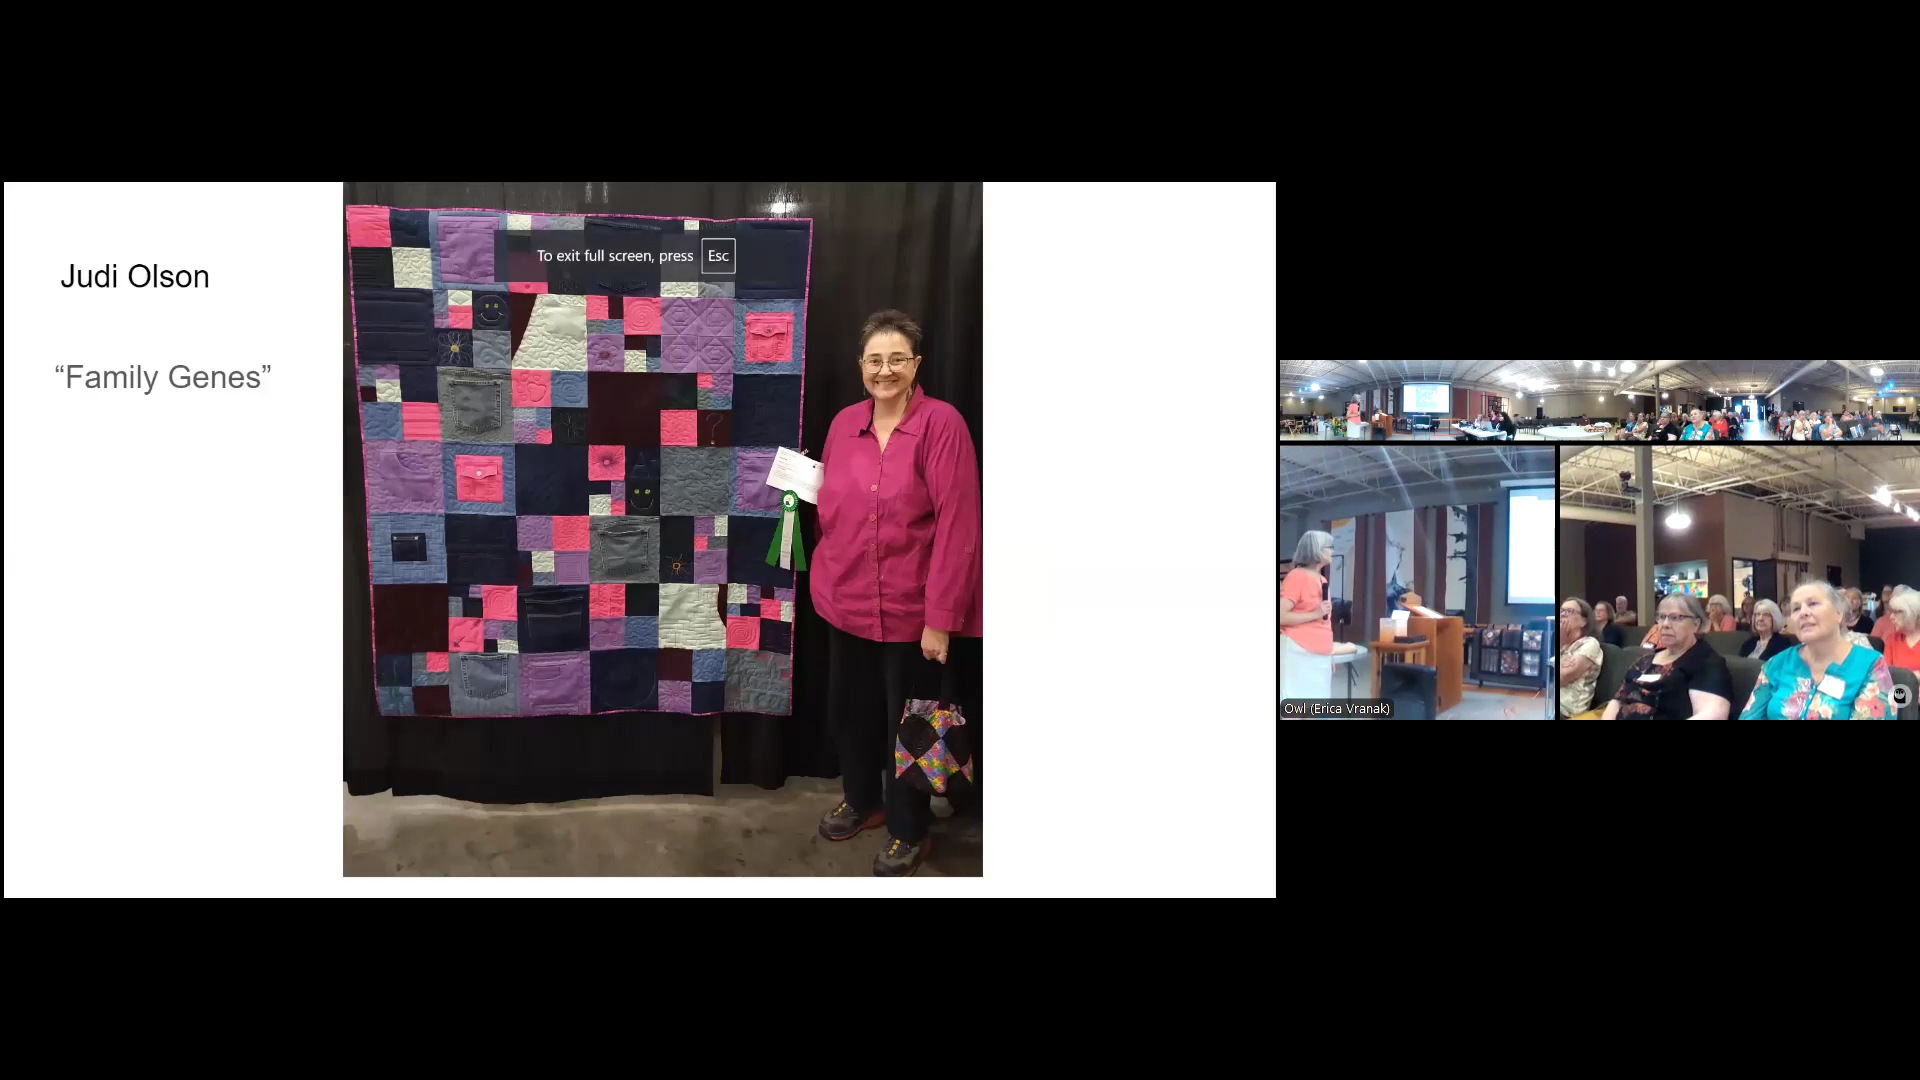 Judi Olson
“Family Genes”
To exit full screen, press Esc
Owl (Erica Vranak)